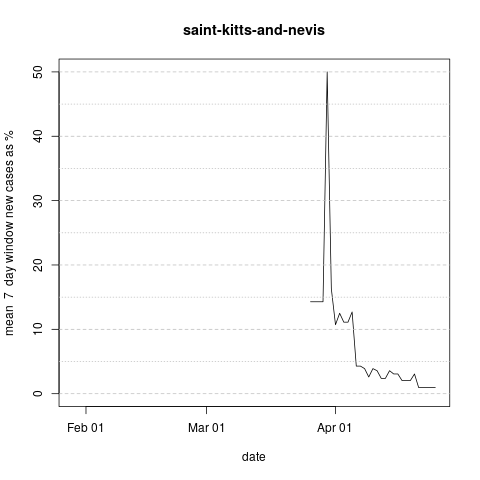 saint-kitts-and-nevis
mean  7  day window new cases as %
50
40
30
20
10
0
Feb 01
Mar 01
Apr 01
date